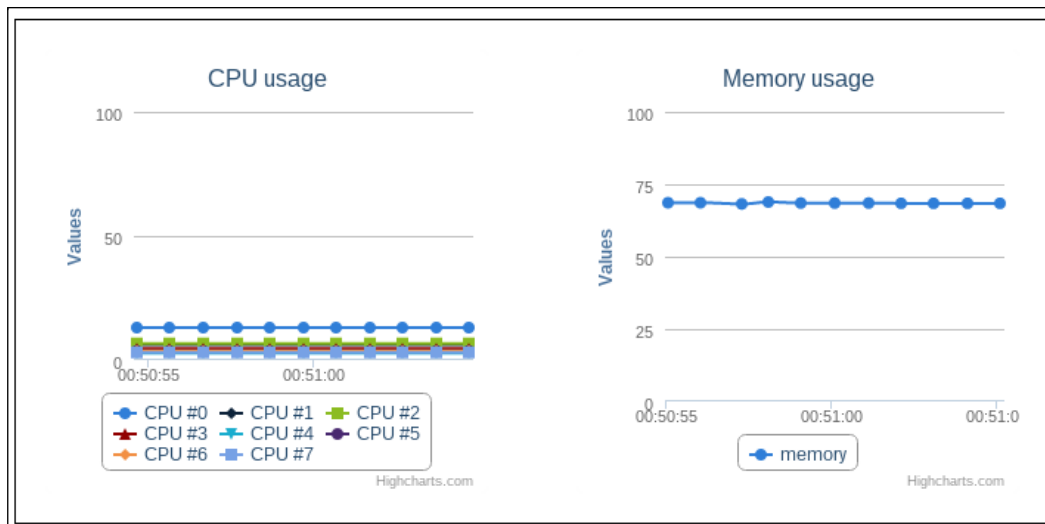 CPU usage
100
50
0
Values
00:50:55 00:51:00
CPU #0 CPU #1 CPU #2
CPU #3 CPU #4 CPU #5
CPU #6 CPU #7
Highcharts.com
Memory usage
100
75
50
25
0
Values
00:50:55 00:51:00 00:51:0
memory
Highcharts.com